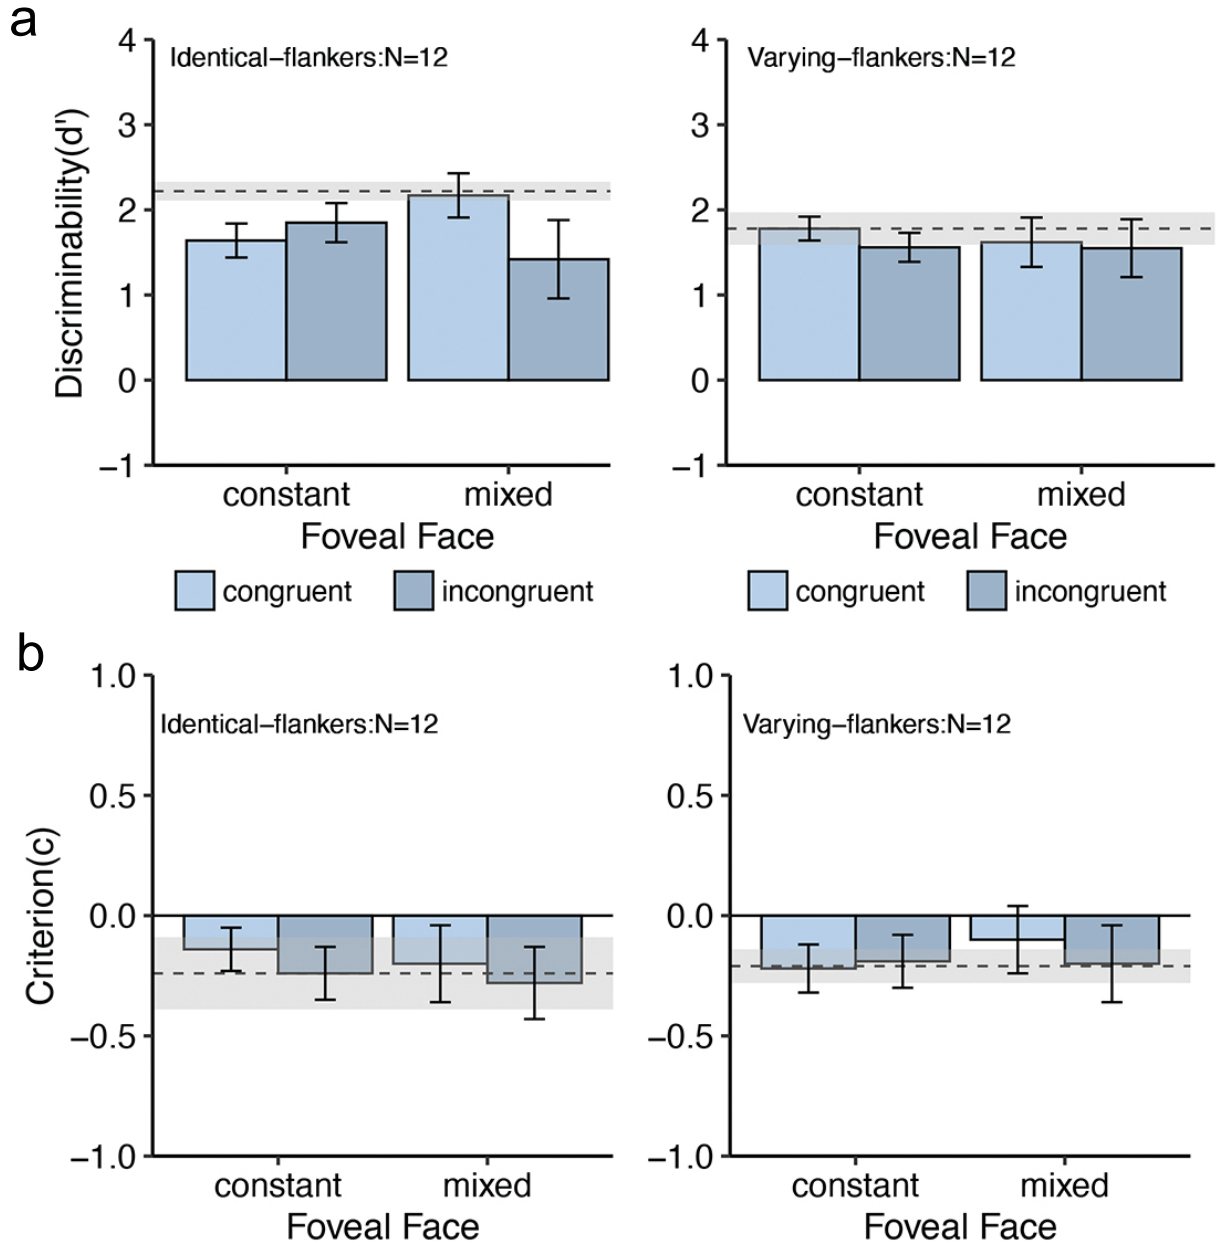 a
Discriminability(d')
4
3
2
1
0
−1
Identical−flankers:N=12
constant
mixed
Foveal Face
congruent
incongruent
4
3
2
1
0
−1
Varying−flankers:N=12
constant
mixed
Foveal Face
congruent
incongruent
b
Criterion(c)
1.0
0.5
0.0
−0.5
−1.0
Identical−flankers:N=12
constant
mixed
Foveal Face
1.0
0.5
0.0
−0.5
−1.0
Varying−flankers:N=12
constant
mixed
Foveal Face